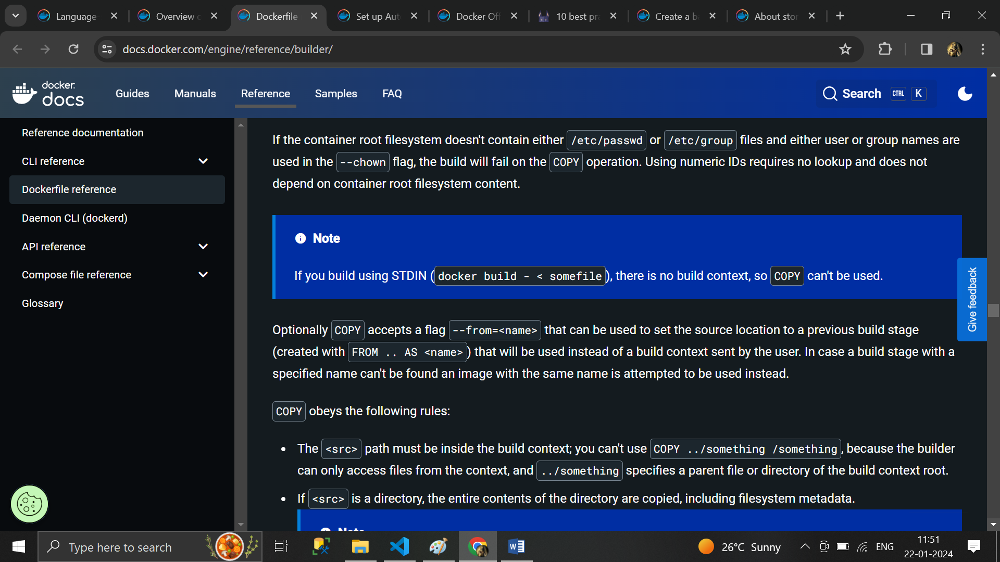 Language-
Overview c
Dockerfile
Set up Aut
Docker Off
10 best pra
Create a ba
About stor
docs.docker.com/engine/reference/builder/
docker
docs
Guides
Manuals
Reference
Samples
FAQ
Search
CTRL
K
Reference documentation
CLI reference
Dockerfile reference
Daemon CLI (dockerd)
API reference
Compose file reference
Glossary
If the container root filesystem doesn't contain either /etc/passwd or /etc/group files and either user or group names are
used in the --chown flag, the build will fail on the COPY operation. Using numeric IDs requires no lookup and does not
depend on container root filesystem content.
Note
If you build using STDIN (docker build - < somefile), there is no build context, so COPY can't be used.
Optionally COPY accepts a flag --from=<name> that can be used to set the source location to a previous build stage
(created with FROM .. AS <name>) that will be used instead of a build context sent by the user. In case a build stage with a
specified name can't be found an image with the same name is attempted to be used instead.
COPY obeys the following rules:
• The <src> path must be inside the build context; you can't use COPY ../something /something, because the builder
can only access files from the context, and ../something specifies a parent file or directory of the build context root.
• If <src> is a directory, the entire contents of the directory are copied, including filesystem metadata.
Note
Give feedback
Type here to search
26°C Sunny
ENG
11:51
22-01-2024